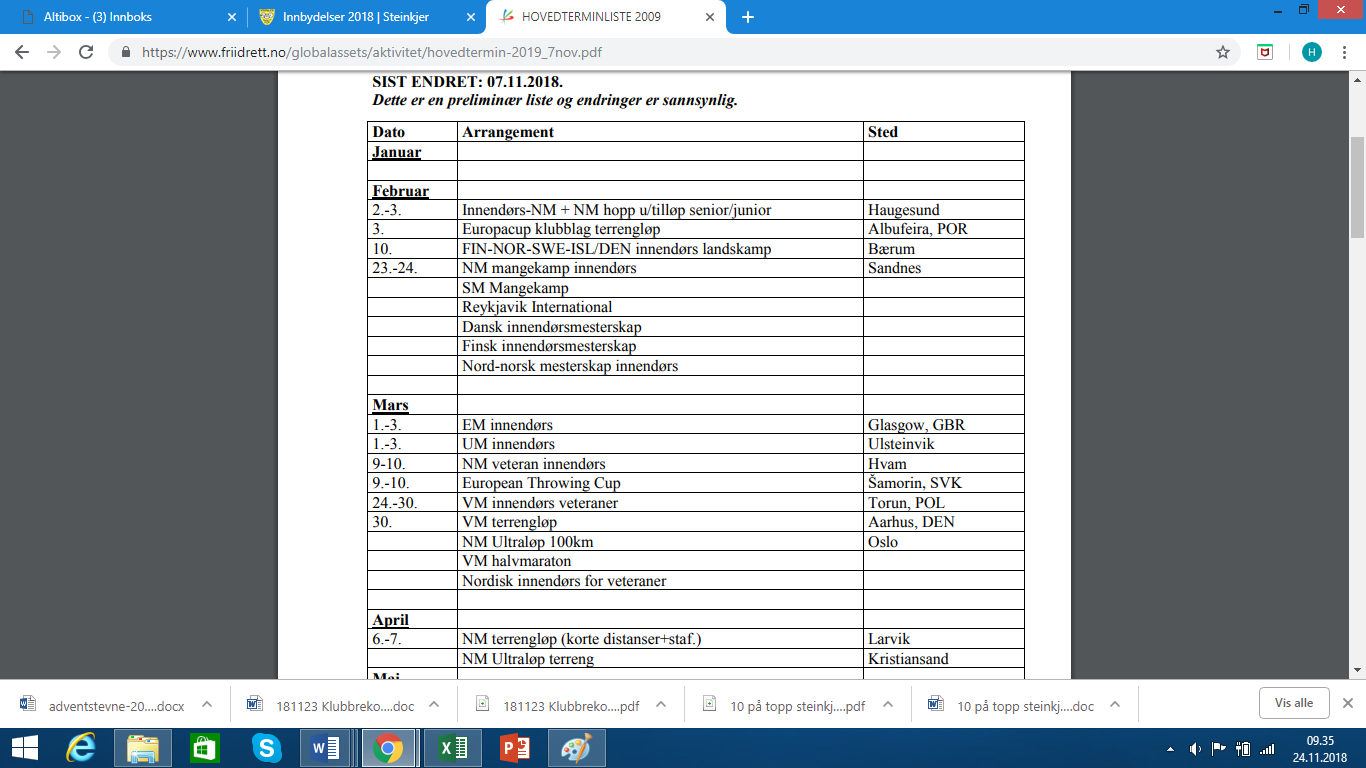 Altibox - (3) Innboks
Innbydelser 2018 | Steinkjer
HOVEDTERMINLISTE 2009
https://www.friidrett.no/globalassets/aktivitet/hovedtermin-2019_7nov.pdf
H
SIST ENDRET: 07.11.2018.
Dette er en preliminær liste og endringer er sannsynlig.
Dato Arrangement Sted
Januar
Februar
2.-3. Innendørs-NM + NM hopp u/tilløp senior/junior Haugesund
3. Europacup klubblag terrengløp Albufeira, POR
10. FIN-NOR-SWE-ISL/DEN innendørs landskamp Bærum
23.-24. NM mangekamp innendørs Sandnes
SM Mangekamp
Reykjavik International
Dansk innendørsmesterskap
Finsk innendørsmesterskap
Nord-norsk mesterskap innendørs
Mars
1.-3. EM innendørs Glasgow, GBR
1.-3. UM innendørs Ulsteinvik
9-10. NM veteran innendørs Hvam
9.-10. European Throwing Cup Šamorin, SVK
24.-30. VM innendørs veteraner Torun, POL
30. VM terrengløp Aarhus, DEN
NM Ultraløp 100km Oslo
VM halvmaraton
Nordisk innendørs for veteraner
April
6.-7. NM terrengløp (korte distanser+staf.) Larvik
NM Ultraløp terreng Kristiansand
Mai
adventstevne-20....docx
181123 Klubbreko....doc
181123 Klubbreko....pdf
10 på topp steinkj....pdf
10 på topp steinkj....doc
Vis alle
09.35
24.11.2018